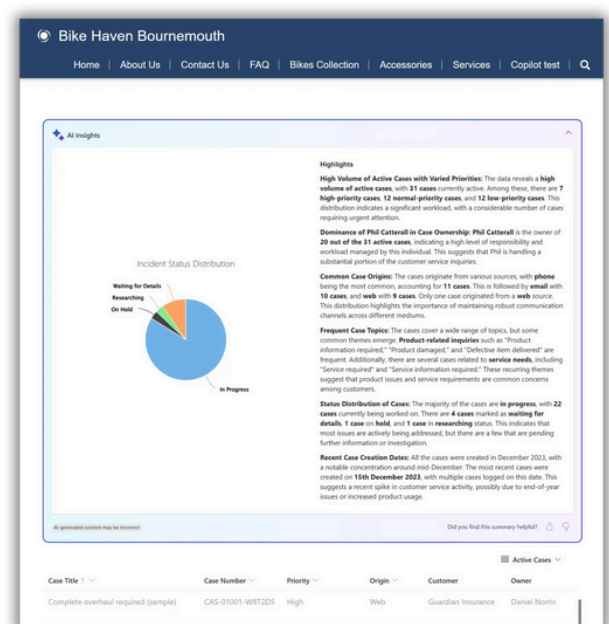 Bike Haven Bournemouth
Home | About Us | Contact Us | FAQ | Bikes Collection | Accessories | Services | Copilot test |
AI Insights
Incident Status Distribution
Waiting for Details
Researching
On Hold
In Progress
Highlights
High Volume of Active Cases with Varied Priorities: The data reveals a high
volume of active cases, with 31 cases currently active. Among these, there are 7
high-priority cases, 12 normal-priority cases, and 12 low-priority cases. This
distribution indicates a significant workload, with a considerable number of cases
requiring urgent attention.
Dominance of Phil Catterall in Case Ownership: Phil Catterall is the owner of
20 out of the 31 active cases, indicating a high level of responsibility and
workload managed by this individual. This suggests that Phil is handling a
substantial portion of the customer service inquiries.
Common Case Origins: The cases originate from various sources, with phone
being the most common, accounting for 11 cases. This is followed by email with
10 cases, and web with 9 cases. Only one case originated from a web source.
This distribution highlights the importance of maintaining robust communication
channels across different mediums.
Frequent Case Topics: The cases cover a wide range of topics, but some
common themes emerge. Product-related inquiries such as "Product
information required," "Product damaged," and "Defective item delivered" are
frequent. Additionally, there are several cases related to service needs, including
"Service required" and "Service information required." These recurring themes
suggest that product issues and service requirements are common concerns
among customers.
Status Distribution of Cases: The majority of the cases are in progress, with 22
cases currently being worked on. There are 4 cases marked as waiting for
details, 1 case on hold, and 1 case in researching status. This indicates that
most issues are actively being addressed, but there are a few that are pending
further information or investigation.
Recent Case Creation Dates: All the cases were created in December 2023, with
a notable concentration around mid-December. The most recent cases were
created on 15th December 2023, with multiple cases logged on this date. This
suggests a recent spike in customer service activity, possibly due to end-of-year
issues or increased product usage.
AI-generated content may be incorrect
Did you find this summary helpful?
Active Cases
Case Title ↑ Case Number Priority Origin Customer Owner
Complete overhaul required (sample) CAS-01001-W8T2D5 High Web Guardian Insurance Daniel Norris